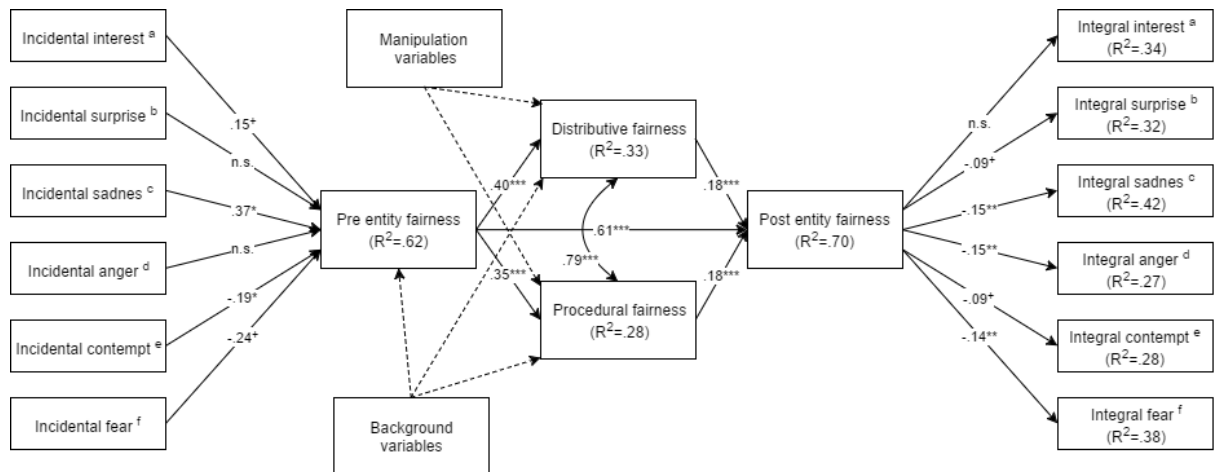 Incidental interest ª
Incidental surprise ᵇ
Incidental sadnes ᶜ
Incidental anger ᵈ
Incidental contempt ᵉ
Incidental fear ᶠ
.15⁺
n.s.
.37*
n.s.
-.19*
-.24⁺
Manipulation
variables
Pre entity fairness
(R²=.62)
Background
variables
.40***
.35***
.61***
.79***
Distributive fairness
(R²=.33)
Procedural fairness
(R²=.28)
.18***
.18***
Post entity fairness
(R²=.70)
n.s.
-.09⁺
-.15**
-.15**
-.09⁺
-.14**
Integral interest ª
(R²=.34)
Integral surprise ᵇ
(R²=.32)
Integral sadnes ᶜ
(R²=.42)
Integral anger ᵈ
(R²=.27)
Integral contempt ᵉ
(R²=.28)
Integral fear ᶠ
(R²=.38)